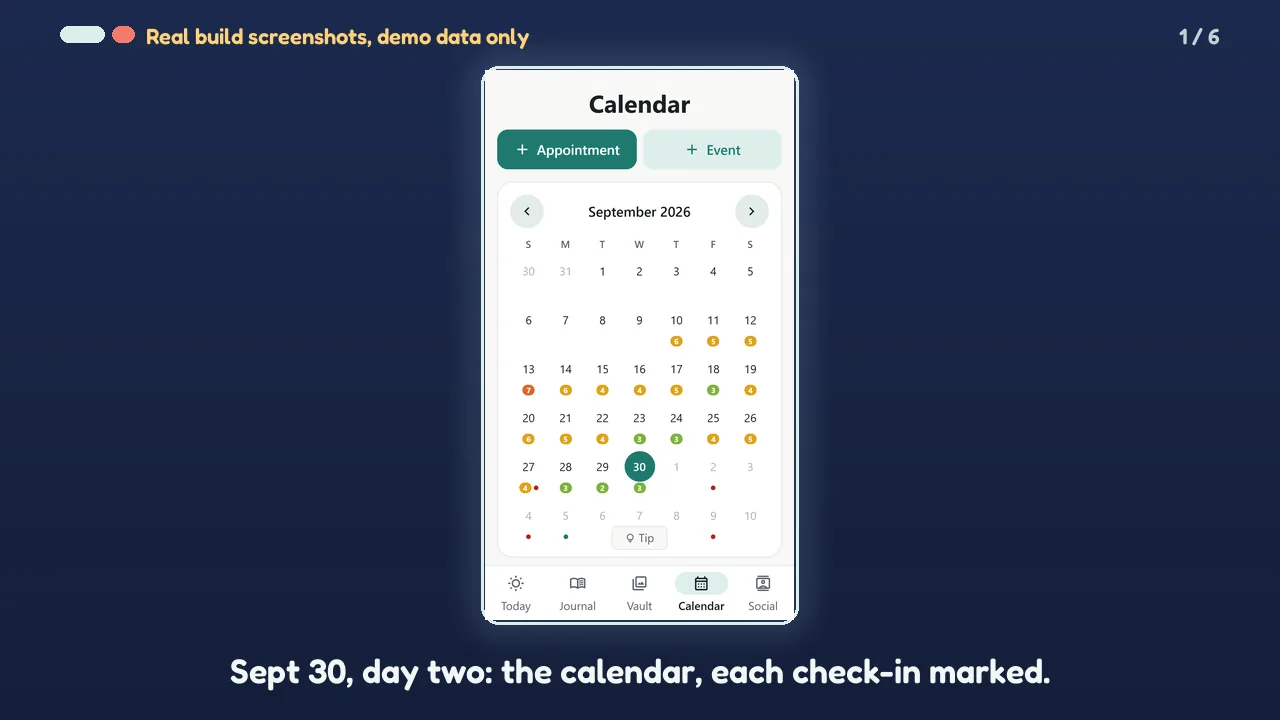 Real build screenshots, demo data only
1 / 6
Calendar
+ Appointment
+ Event
September 2026
S M T W T F S
30 31 1 2 3 4 5
6 7 8 9 10 11 12
6 5 5
13 14 15 16 17 18 19
7 6 4 4 5 3 4
20 21 22 23 24 25 26
6 5 4 3 3 4 5
27 28 29 30 1 2 3
4 3 2 3
4 5 6 7 8 9 10
Tip
Today Journal Vault Calendar Social
Sept 30, day two: the calendar, each check-in marked.